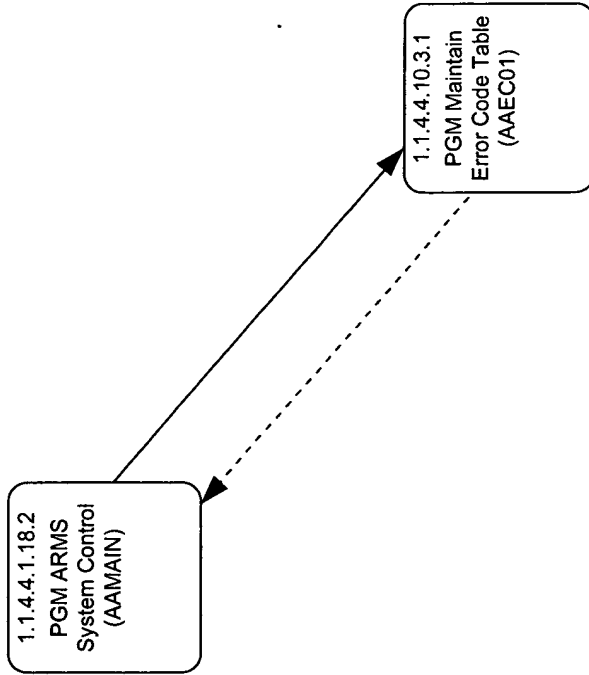 1.1.4.4.1.18.2
PGM ARMS
System Control
(AAMAIN)
1.1.4.4.10.3.1
PGM Maintain
Error Code Table
(AAEC01)